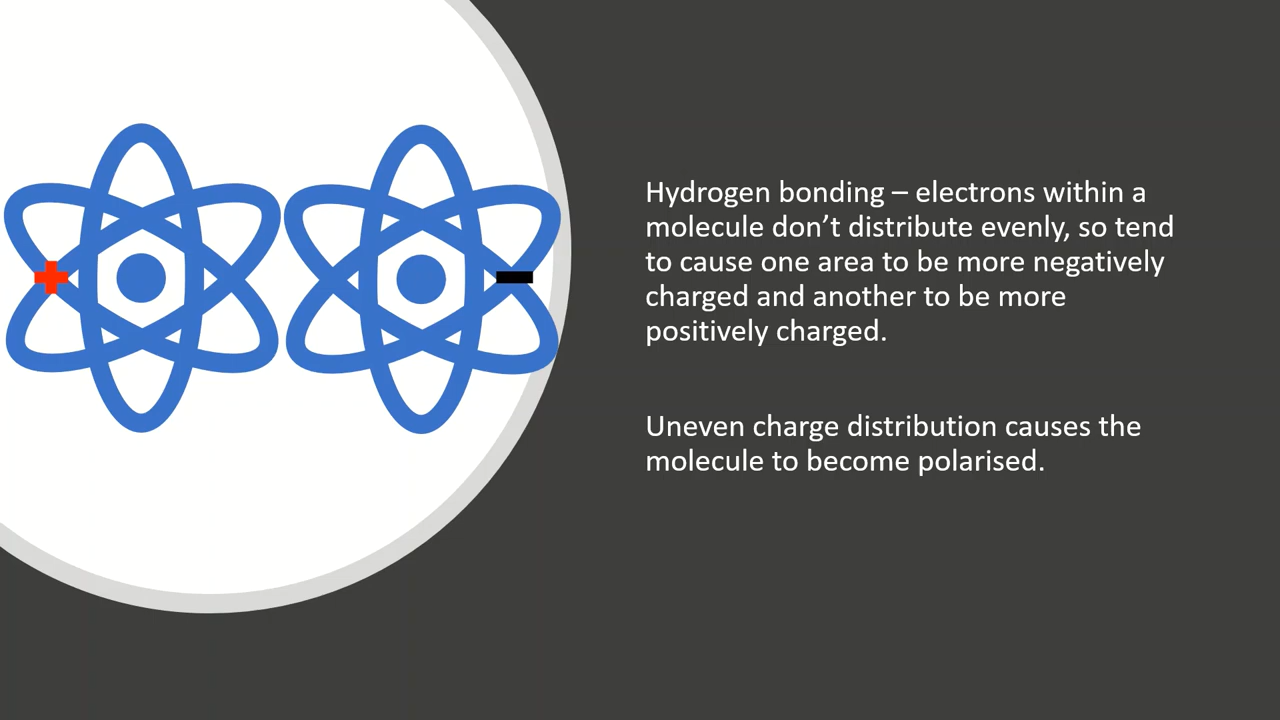 Hydrogen bonding – electrons within a
molecule don’t distribute evenly, so tend
to cause one area to be more negatively
charged and another to be more
positively charged.
Uneven charge distribution causes the
molecule to become polarised.